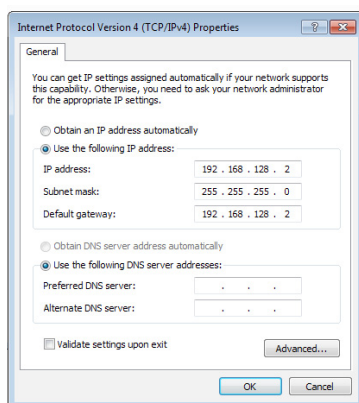 Internet Protocol Version 4 (TCP/IPv4) Properties
General
You can get IP settings assigned automatically if your network supports
this capability. Otherwise, you need to ask your network administrator
for the appropriate IP settings.
Obtain an IP address automatically
Use the following IP address:
IP address: 192 . 168 . 128 . 2
Subnet mask: 255 . 255 . 255 . 0
Default gateway: 192 . 168 . 128 . 2
Obtain DNS server address automatically
Use the following DNS server addresses:
Preferred DNS server: . . .
Alternate DNS server: . . .
Validate settings upon exit
Advanced...
OK Cancel